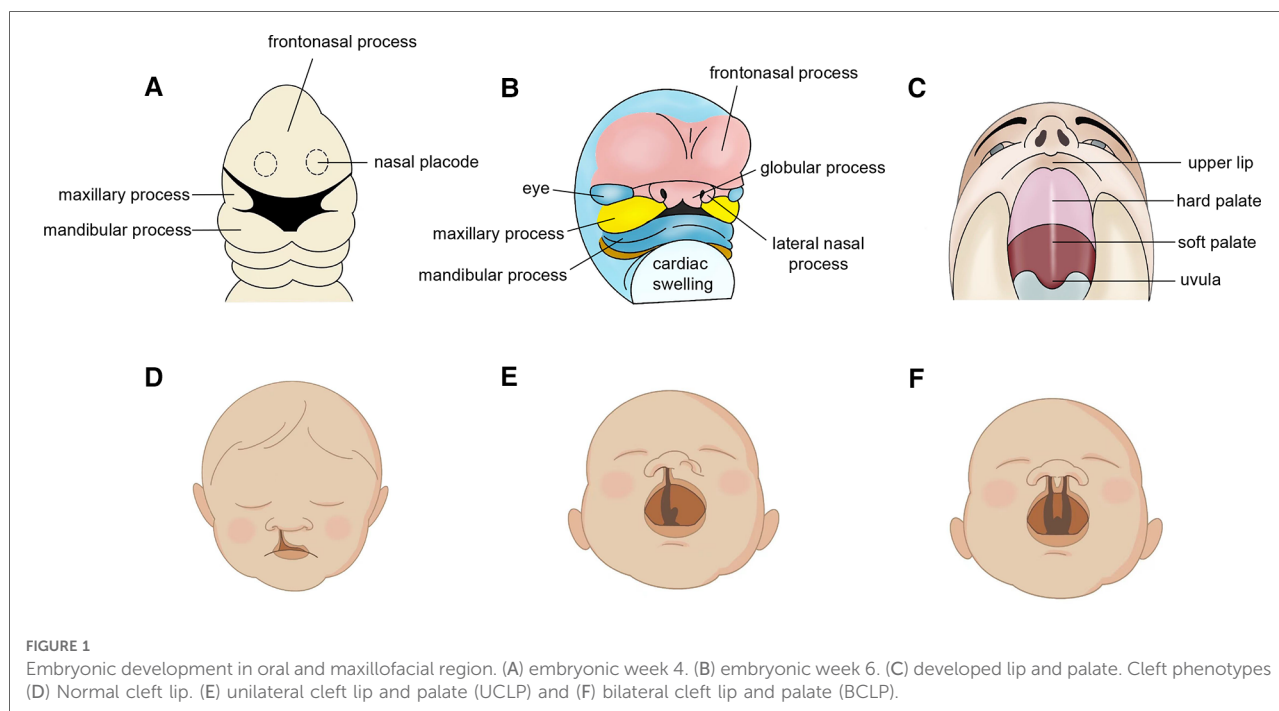 frontonasal process
A
nasal placode
maxillary process
mandibular process
B
frontonasal process
globular process
eye
maxillary process
lateral nasal
process
mandibular process
cardiac
swelling
C
upper lip
hard palate
soft palate
uvula
D
E
F
FIGURE 1
Embryonic development in oral and maxillofacial region. (A) embryonic week 4. (B) embryonic week 6. (C) developed lip and palate. Cleft phenotypes
(D) Normal cleft lip. (E) unilateral cleft lip and palate (UCLP) and (F) bilateral cleft lip and palate (BCLP).